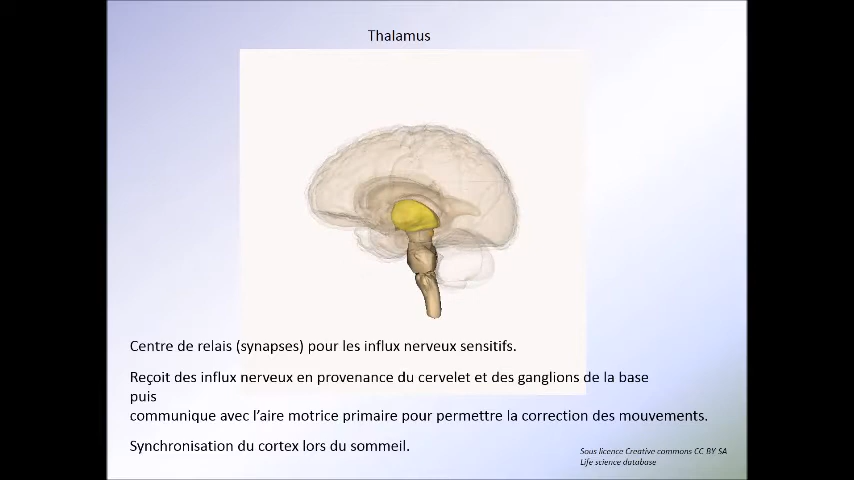 Thalamus
Centre de relais (synapses) pour les influx nerveux sensitifs.
Reçoit des influx nerveux en provenance du cervelet et des ganglions de la base
puis
communique avec l’aire motrice primaire pour permettre la correction des mouvements.
Synchronisation du cortex lors du sommeil.
Sous licence Creative commons CC BY SA
Life science database